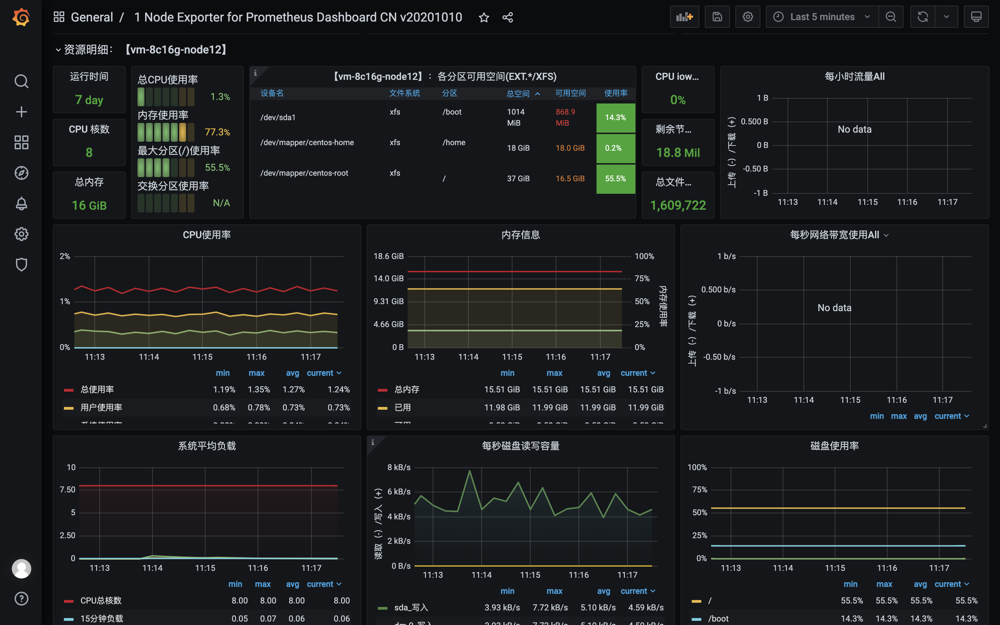 General / 1 Node Exporter for Prometheus Dashboard CN v20201010
Last 5 minutes
资源明细：【vm-8c16g-node12】
运行时间
7 day
CPU 核数
8
总内存
16 GiB
总CPU使用率
1.3%
内存使用率
77.3%
最大分区(/)使用率
55.5%
交换分区使用率
N/A
【vm-8c16g-node12】：各分区可用空间(EXT.*/XFS)
设备名 文件系统 分区 总空间 可用空间 使用率
/dev/sda1 xfs /boot 1014 MiB 868.9 MiB 14.3%
/dev/mapper/centos-home xfs /home 18 GiB 18.0 GiB 0.2%
/dev/mapper/centos-root xfs / 37 GiB 16.5 GiB 55.5%
CPU iow...
0%
剩余节...
18.8 Mil
总文件...
1,609,722
每小时流量All
上传（-）/下载（+）
1 B
0.500 B
0 B
-0.50 B
-1 B
No data
11:13 11:14 11:15 11:16 11:17
CPU使用率
2%
1%
0%
11:13 11:14 11:15 11:16 11:17
min max avg current
总使用率 1.19% 1.35% 1.27% 1.24%
用户使用率 0.68% 0.78% 0.73% 0.73%
内存信息
18.6 GiB
14.0 GiB
9.31 GiB
4.66 GiB
0 B
100%
75%
50%
25%
0%
内存使用率
11:13 11:14 11:15 11:16 11:17
min max avg current
总内存 15.51 GiB 15.51 GiB 15.51 GiB 15.51 GiB
已用 11.98 GiB 11.99 GiB 11.99 GiB 11.99 GiB
每秒网络带宽使用All
上传（-）/下载（+）
1 b/s
0.500 b/s
0 b/s
-0.50 b/s
-1 b/s
No data
11:13 11:14 11:15 11:16 11:17
min max avg current
系统平均负载
10
7.50
5
2.50
0
11:13 11:14 11:15 11:16 11:17
min max avg current
CPU总核数 8.00 8.00 8.00 8.00
15分钟负载 0.05 0.07 0.06 0.06
每秒磁盘读写容量
读取（-）/写入（+）
8 kB/s
6 kB/s
4 kB/s
2 kB/s
0 B/s
11:13 11:14 11:15 11:16 11:17
min max avg current
sda_写入 3.93 kB/s 7.72 kB/s 5.10 kB/s 4.59 kB/s
磁盘使用率
100%
75%
50%
25%
0%
11:13 11:14 11:15 11:16 11:17
min max avg current
/ 55.5% 55.5% 55.5% 55.5%
/boot 14.3% 14.3% 14.3% 14.3%